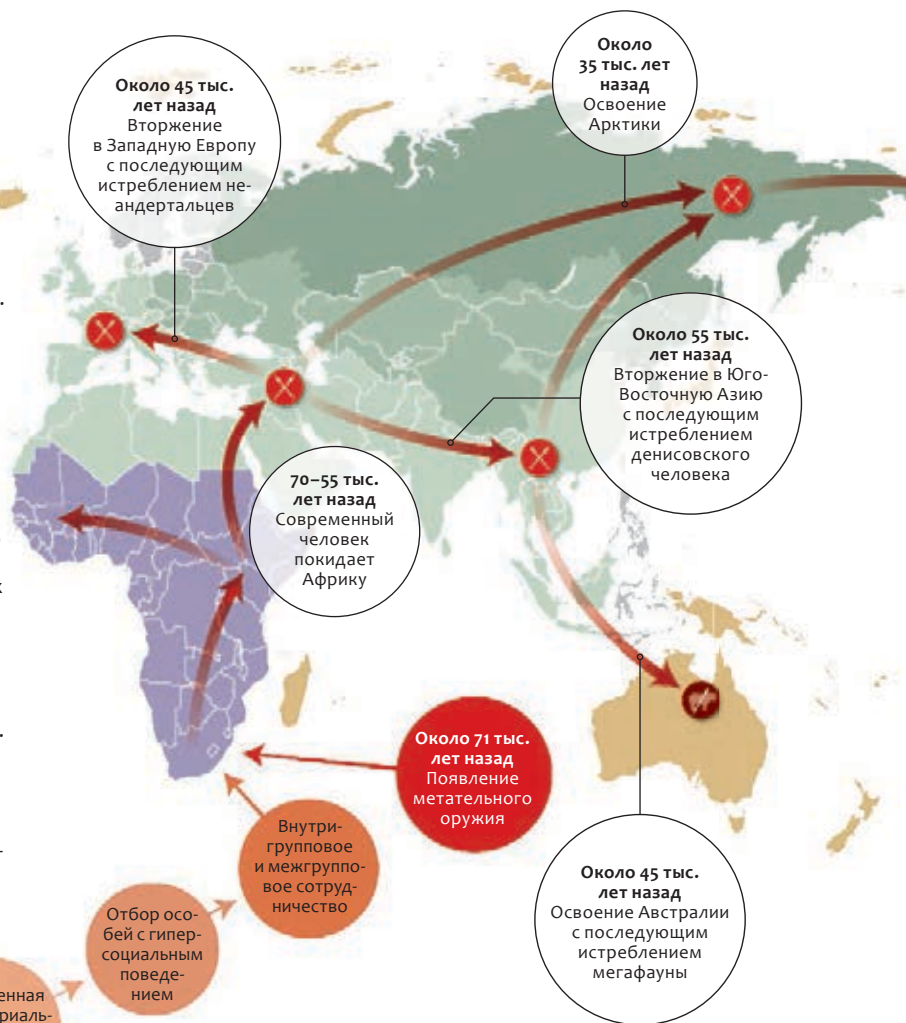 Около 45 тыс.
лет назад
Вторжение
в Западную Европу
с последующим
истреблением не-
андертальцев
Около
35 тыс. лет
назад
Освоение
Арктики
Около 55 тыс.
лет назад
Вторжение в Юго-
Восточную Азию
с последующим
истреблением
денисовского
человека
70–55 тыс.
лет назад
Современный
человек
покидает
Африку
Около 71 тыс.
лет назад
Появление
метательного
оружия
Внутри-
групповое
и межгруппо-
вое сотруд-
ничество
Отбор осо-
бей с гипер-
социальным
поведе-
нием
Около 45 тыс.
лет назад
Освоение Австралии
с последующим
истреблением
мегафауны